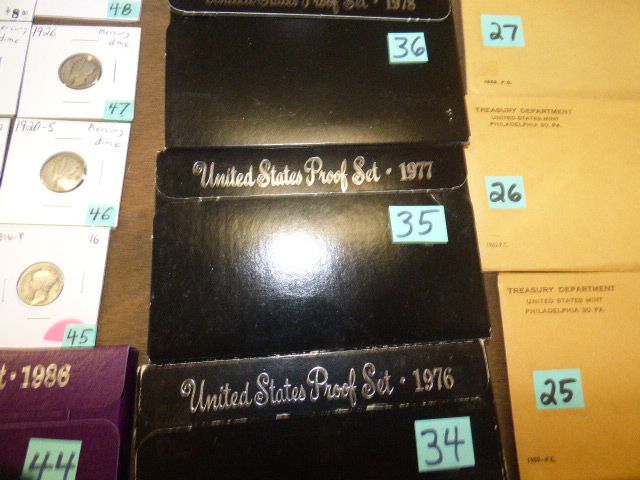 48
1926 Mercury
dime
47
1920-S Mercury
dime
46
VG
45
t · 1986
44
United States Proof Set · 1978
36
United States Proof Set · 1977
35
United States Proof Set · 1976
34
27
TREASURY DEPARTMENT
UNITED STATES MINT
PHILADELPHIA 30, PA.
26
TREASURY DEPARTMENT
UNITED STATES MINT
PHILADELPHIA 30, PA.
25